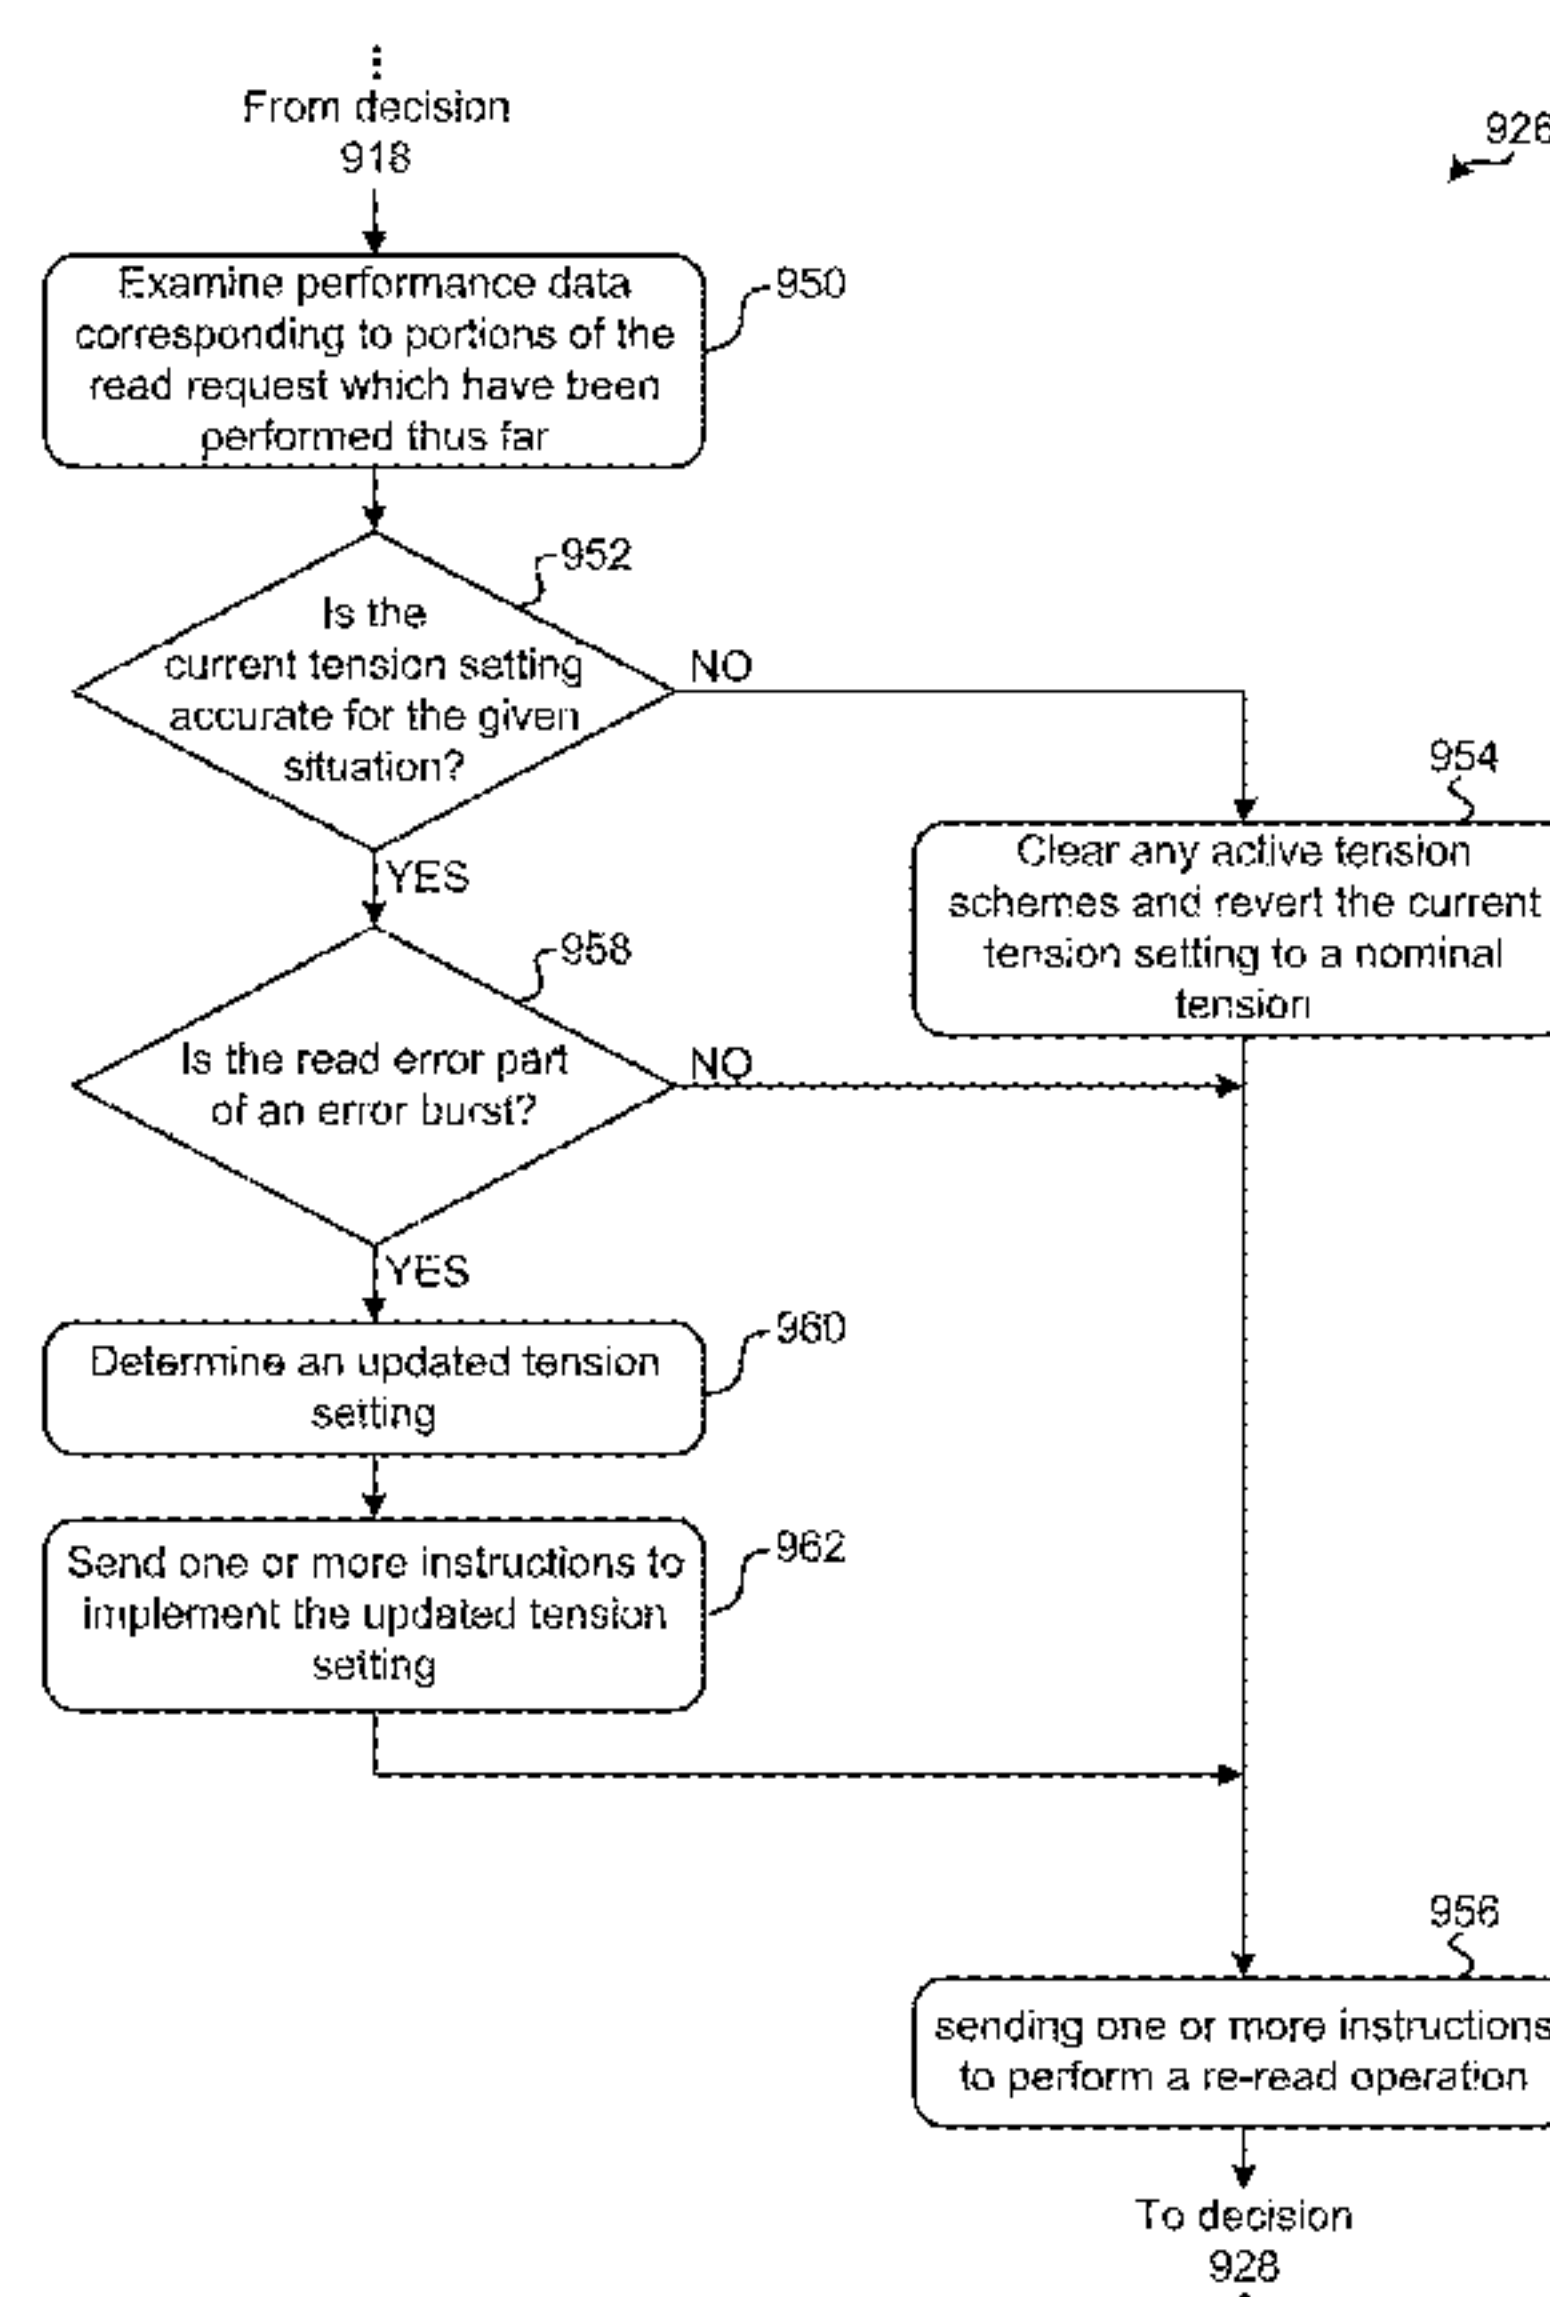 From decision
918
926
Examine performance data
corresponding to portions of the
read request which have been
performed thus far
950
952
Is the
current tension setting
accurate for the given
situation?
NO
YES
954
Clear any active tension
schemes and revert the current
tension setting to a nominal
tension
958
Is the read error part
of an error burst?
NO
YES
960
Determine an updated tension
setting
962
Send one or more instructions to
implement the updated tension
setting
956
sending one or more instructions
to perform a re-read operation
To decision
928